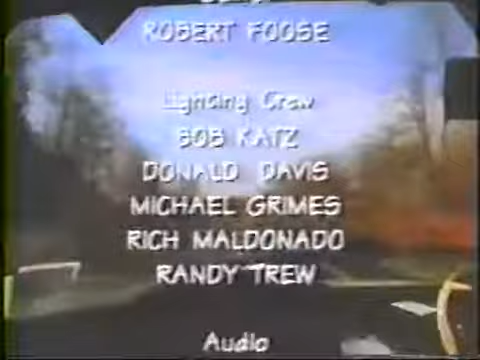 ROBERT FOOSE
Lighting Crew
BOB KATZ
DONALD DAVIS
MICHAEL GRIMES
RICH MALDONADO
RANDY TREW
Audio